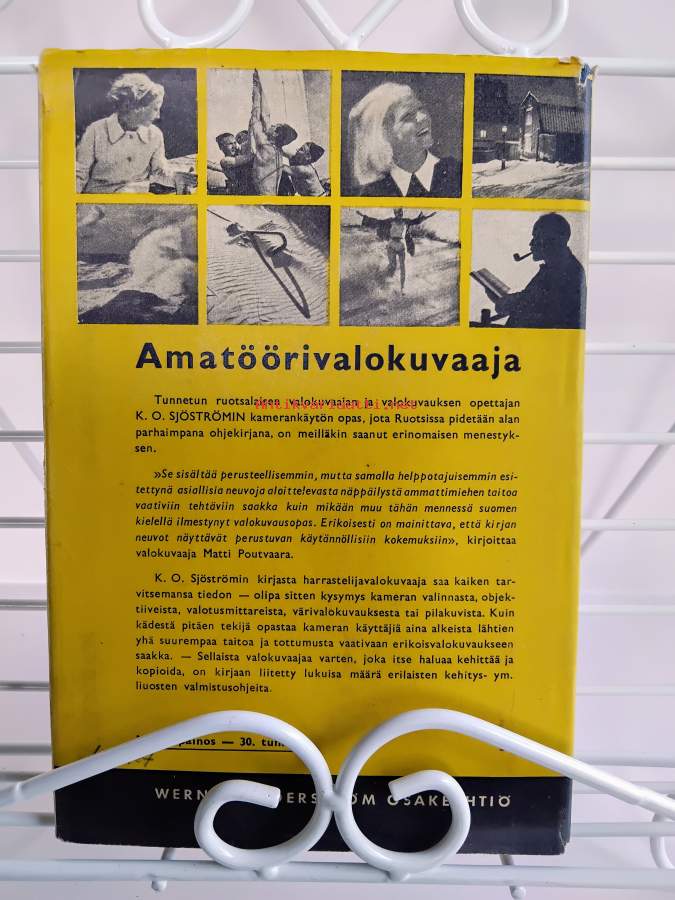 Amatöörivalokuvaaja
Tunnetun ruotsalaisen valokuvaajan ja valokuvauksen opettajan
antikvariaatti.net
K. O. SJÖSTRÖMIN kamerankäytön opas, jota Ruotsissa pidetään alan
parhaimpana ohjekirjana, on meilläkin saanut erinomaisen menestyk-
sen.
»Se sisältää perusteellisemmin, mutta samalla helppotajuisemmin esi-
tettynä asiallisia neuvoja aloittelevasta näppäilystä ammattimiehen taitoa
vaativiin tehtäviin saakka kuin mikään muu tähän mennessä suomen
kielellä ilmestynyt valokuvausopas. Erikoisesti on mainittava, että kirjan
neuvot näyttävät perustuvan käytännöllisiin kokemuksiin», kirjoittaa
valokuvaaja Matti Poutvaara.
K. O. Sjöströmin kirjasta harrastelijavalokuvaaja saa kaiken tar-
vitsemansa tiedon — olipa sitten kysymys kameran valinnasta, objek-
tiiveista, valotusmittareista, värivalokuvauksesta tai pilakuvista. Kuin
kädestä pitäen tekijä opastaa kameran käyttäjiä aina alkeista lähtien
yhä suurempaa taitoa ja tottumusta vaativaan erikoisvalokuvaukseen
saakka. — Sellaista valokuvaajaa varten, joka itse haluaa kehittää ja
kopioida, on kirjaan liitetty lukuisa määrä erilaisten kehitys- ym.
liuosten valmistusohjeita.
painos — 30.